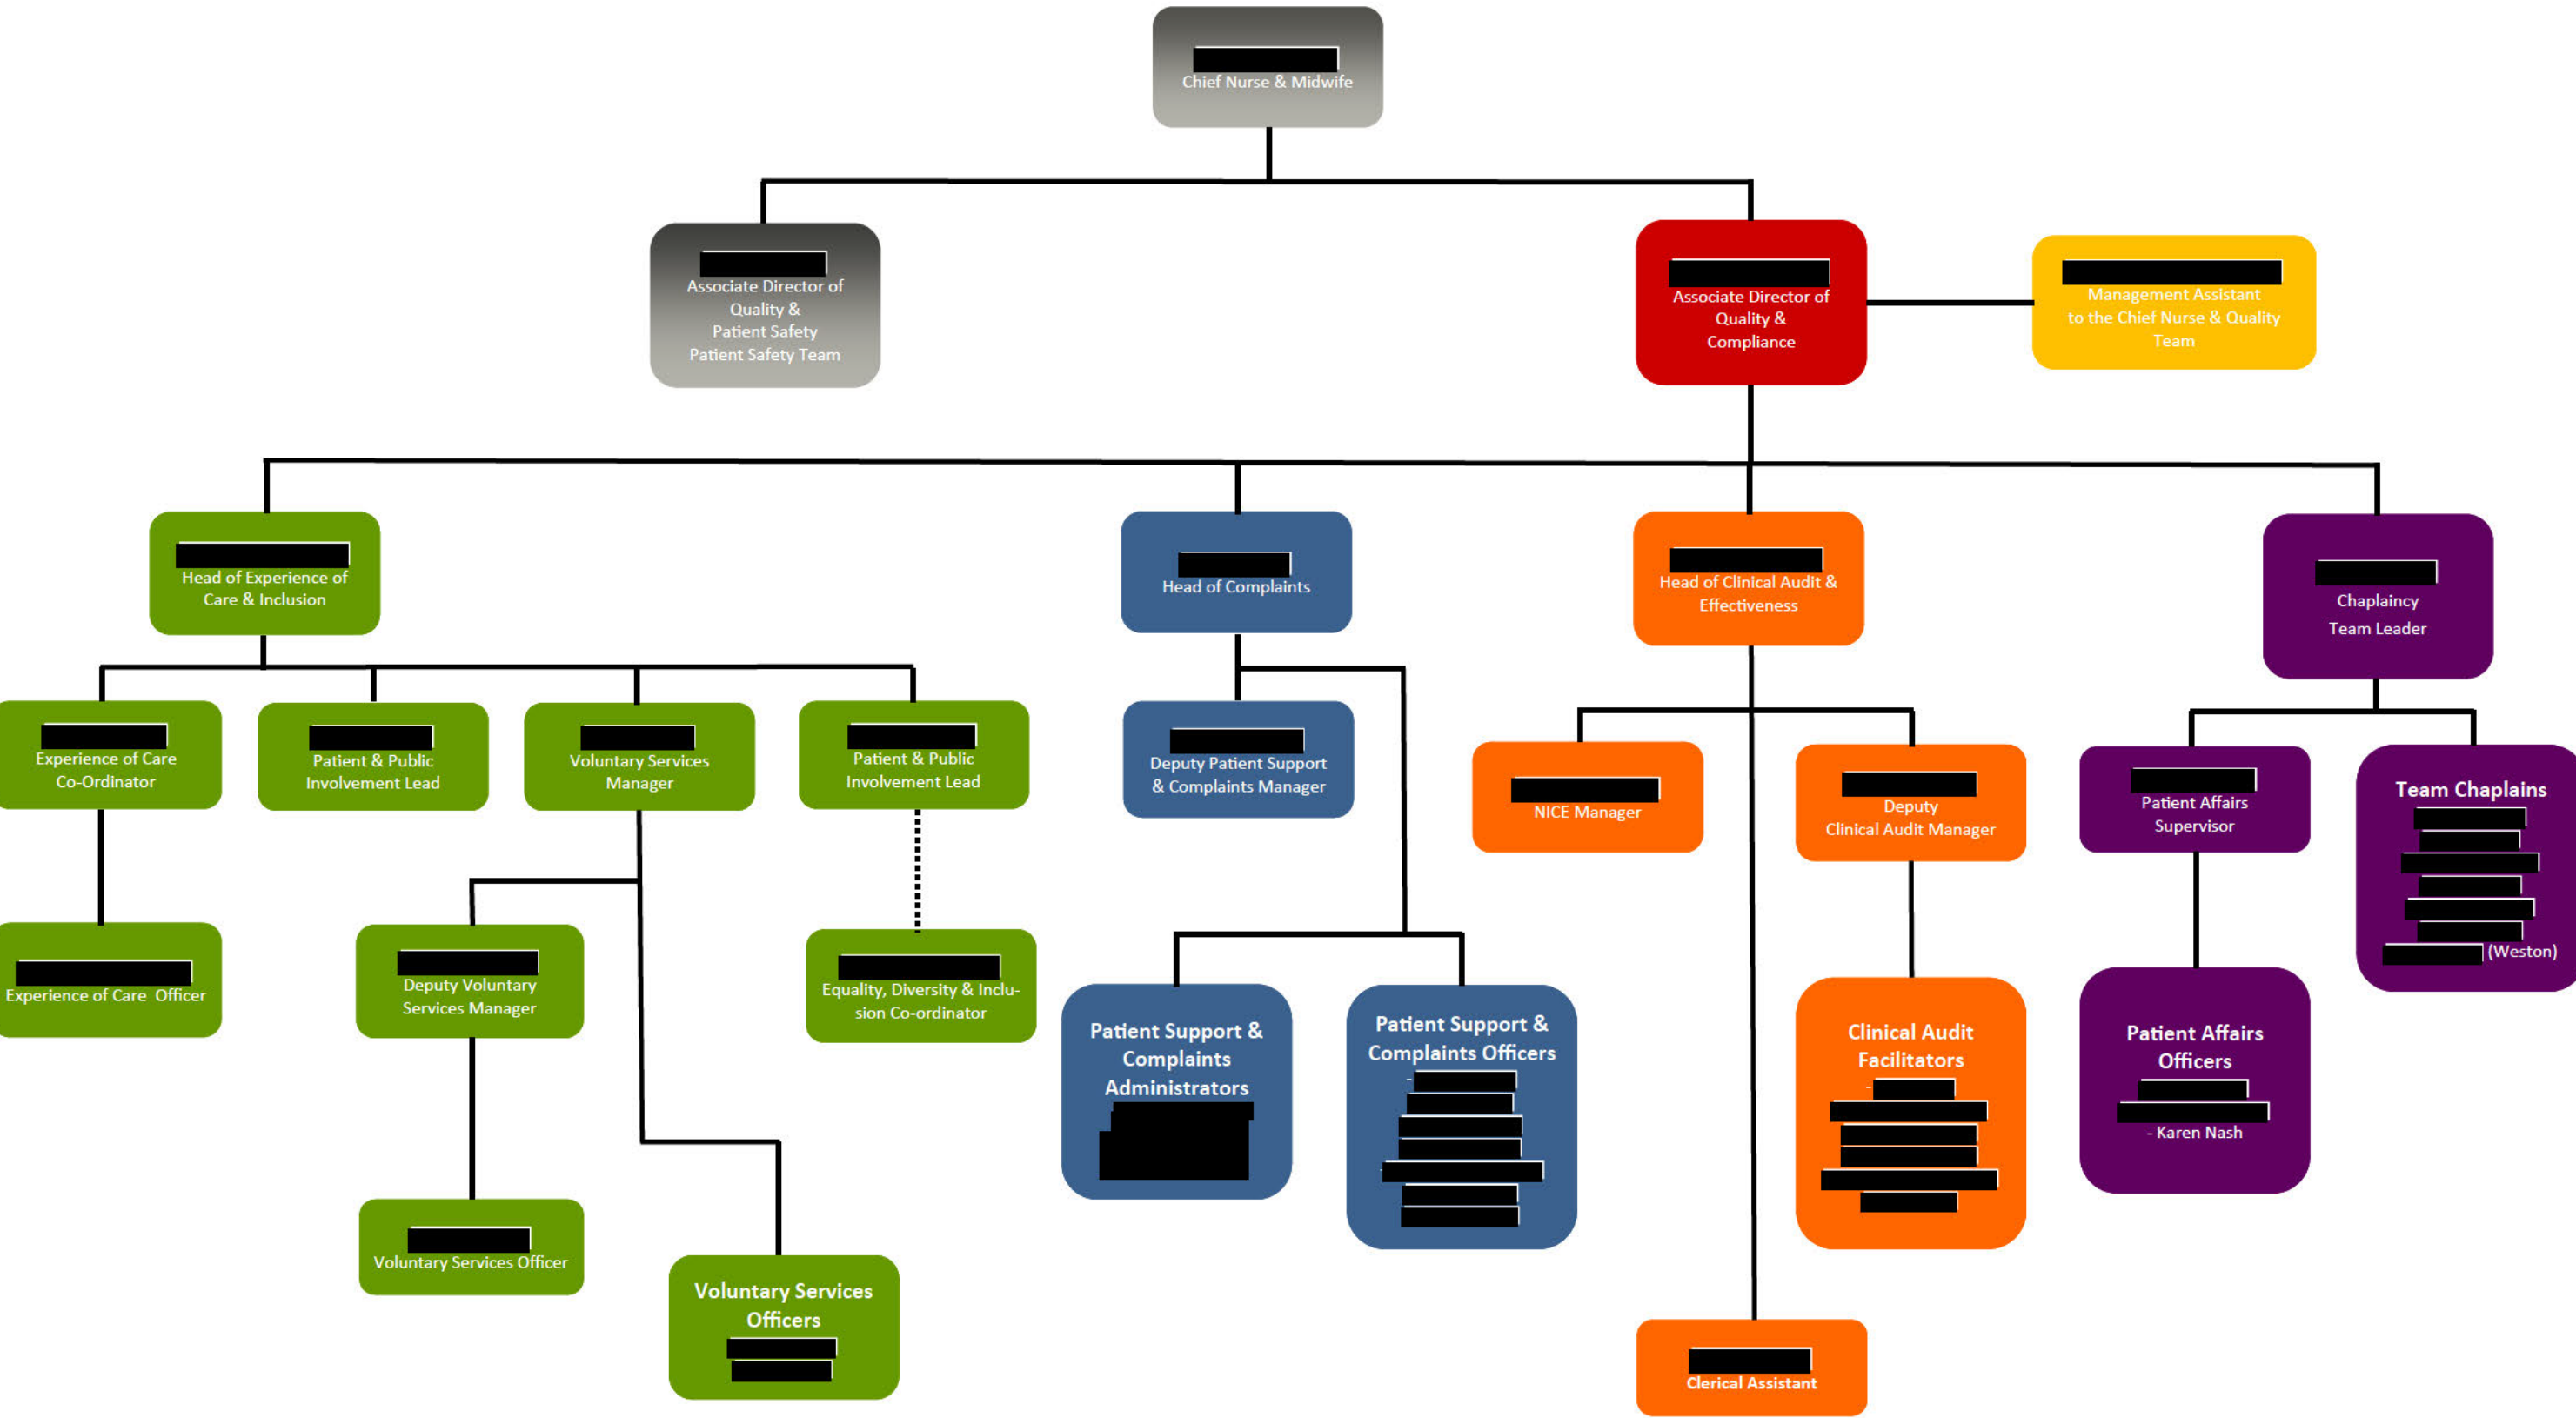 Chief Nurse & Midwife
Associate Director of
Quality &
Patient Safety
Patient Safety Team
Associate Director of
Quality &
Compliance
Management Assistant
to the Chief Nurse & Quality
Team
Head of Experience of
Care & Inclusion
Head of Complaints
Head of Clinical Audit &
Effectiveness
Chaplaincy
Team Leader
Experience of Care
Co-Ordinator
Patient & Public
Involvement Lead
Voluntary Services
Manager
Patient & Public
Involvement Lead
Deputy Patient Support
& Complaints Manager
NICE Manager
Deputy
Clinical Audit Manager
Patient Affairs
Supervisor
Team Chaplains
(Weston)
Experience of Care  Officer
Deputy Voluntary
Services Manager
Equality, Diversity & Inclu-
sion Co-ordinator
Patient Support &
Complaints
Administrators
Patient Support &
Complaints Officers
-
-
Clinical Audit
Facilitators
-
Patient Affairs
Officers
- Karen Nash
Voluntary Services Officer
Voluntary Services
Officers
Clerical Assistant